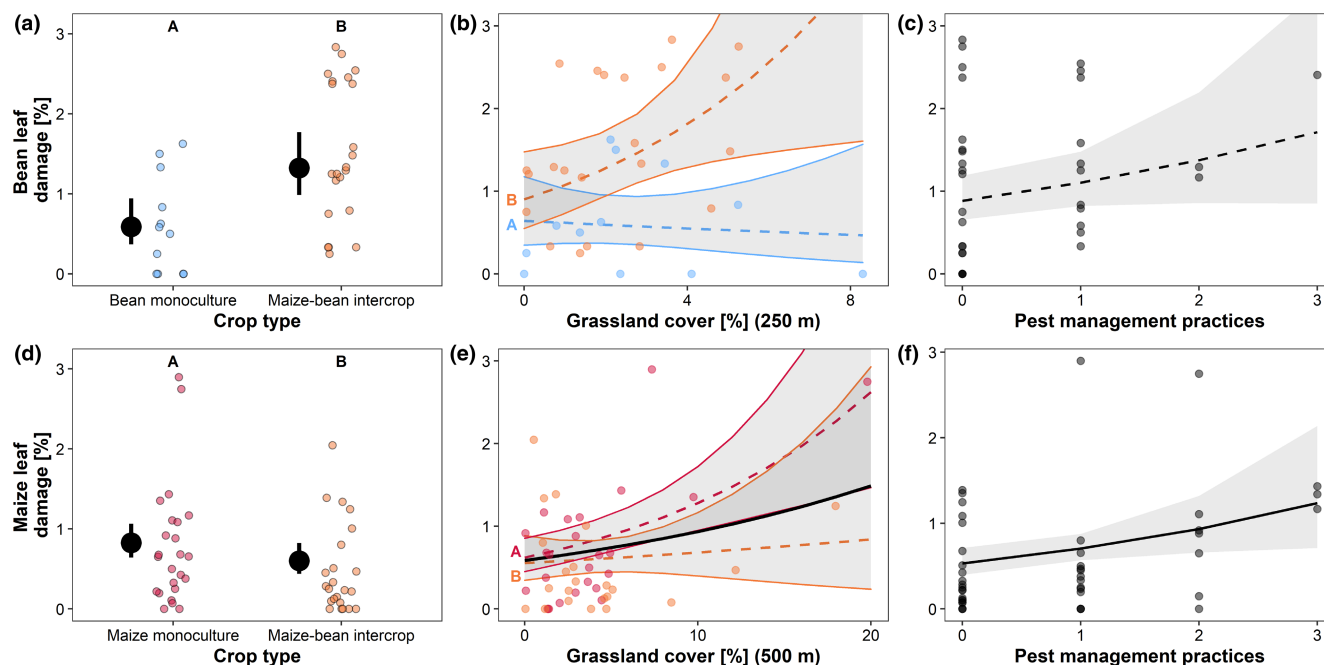 (a)
A
B
Bean leaf
damage [%]
3
2
1
0
Bean monoculture
Maize-bean intercrop
Crop type
(b)
3
2
1
0
B
A
0
4
8
Grassland cover [%] (250 m)
(c)
3
2
1
0
0
1
2
3
Pest management practices
(d)
A
B
Maize leaf
damage [%]
3
2
1
0
Maize monoculture
Maize-bean intercrop
Crop type
(e)
3
2
1
0
A
B
0
10
20
Grassland cover [%] (500 m)
(f)
3
2
1
0
0
1
2
3
Pest management practices